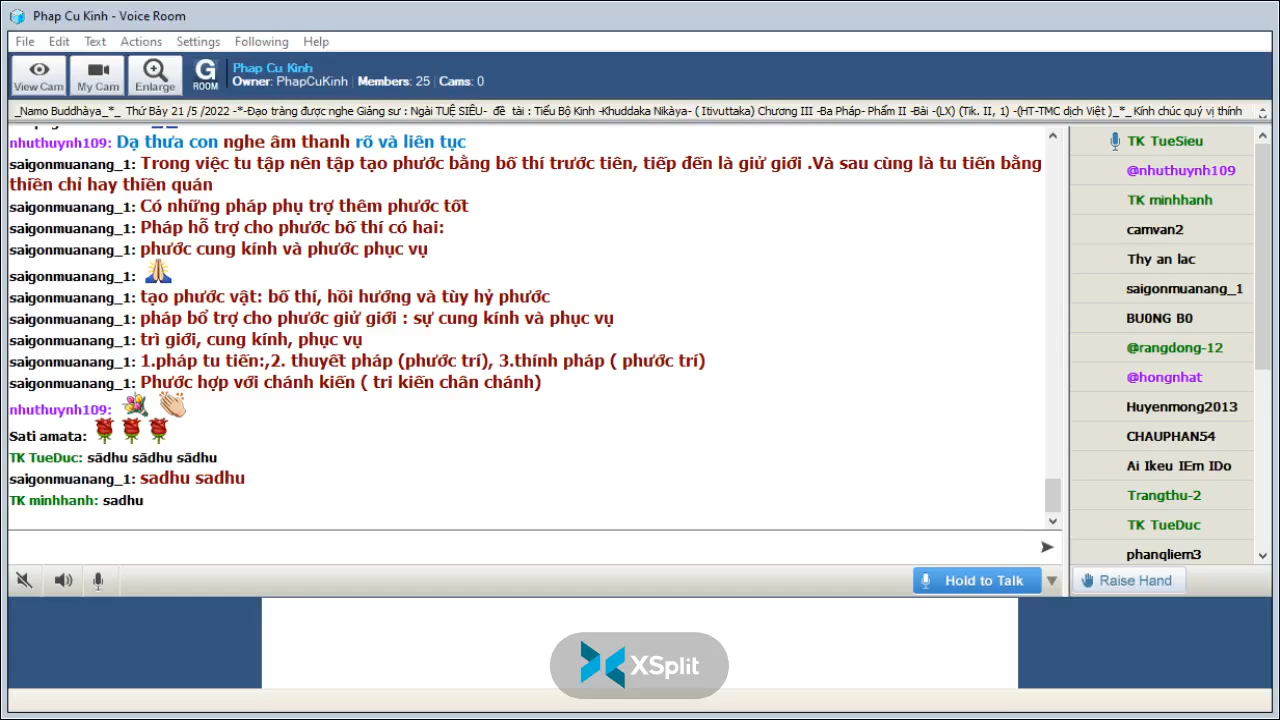 Phap Cu Kinh - Voice Room
File Edit Text Actions Settings Following Help
View Cam My Cam Enlarge G ROOM
Phap Cu Kinh
Owner: PhapCuKinh Members: 25 Cams: 0
_Namo Buddhàya_*_ Thứ Bảy 21 /5 /2022 -*-Đạo tràng được nghe Giảng sư : Ngài TUỆ SIÊU- đề tài : Tiểu Bộ Kinh -Khuddaka Nikàya- ( Itivuttaka) Chương III -Ba Pháp- Phẩm II -Bài -(LX) (Tik. II, 1) -(HT-TMC dịch Việt )_*_ Kính chúc quý vị thính
nhuthuynh109: Dạ thưa con nghe âm thanh rõ và liên tục
saigonmuanang_1: Trong việc tu tập nên tập tạo phước bằng bố thí trước tiên, tiếp đến là giử giới .Và sau cùng là tu tiến bằng
thiền chỉ hay thiền quán
saigonmuanang_1: Có những pháp phụ trợ thêm phước tốt
saigonmuanang_1: Pháp hỗ trợ cho phước bố thí có hai:
saigonmuanang_1: phước cung kính và phước phục vụ
saigonmuanang_1:
saigonmuanang_1: tạo phước vật: bố thí, hồi hướng và tùy hỷ phước
saigonmuanang_1: pháp bổ trợ cho phước giử giới : sự cung kính và phục vụ
saigonmuanang_1: trì giới, cung kính, phục vụ
saigonmuanang_1: 1.pháp tu tiến:,2. thuyết pháp (phước trí), 3.thính pháp ( phước trí)
saigonmuanang_1: Phước hợp với chánh kiến ( tri kiến chân chánh)
nhuthuynh109:
Sati amata:
TK TueDuc: sādhu sādhu sādhu
saigonmuanang_1: sadhu sadhu
TK minhhanh: sadhu
TK TueSieu
@nhuthuynh109
TK minhhanh
camvan2
Thy an lac
saigonmuanang_1
BU0NG B0
@rangdong-12
@hongnhat
Huyenmong2013
CHAUPHAN54
Ai Ikeu IEm IDo
Trangthu-2
TK TueDuc
phanqliem3
Hold to Talk
Raise Hand
XSplit